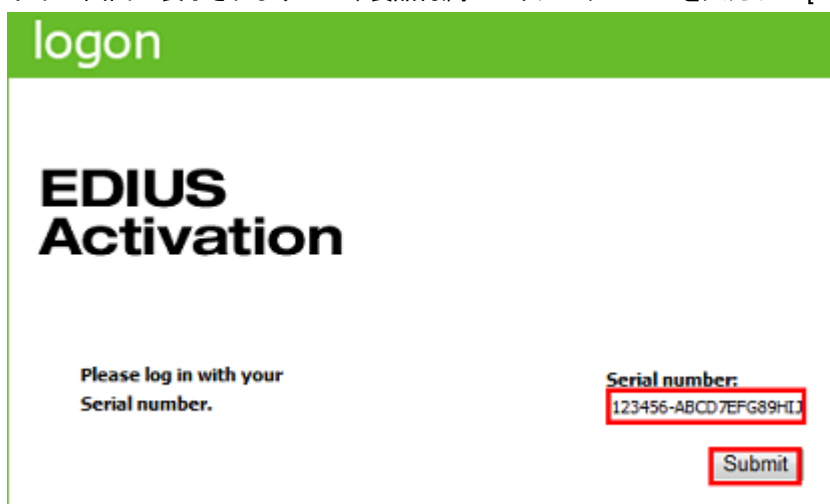 logon
EDIUS
Activation
Please log in with your
Serial number.
Serial number:
123456-ABCD7EFG89HIJ
Submit